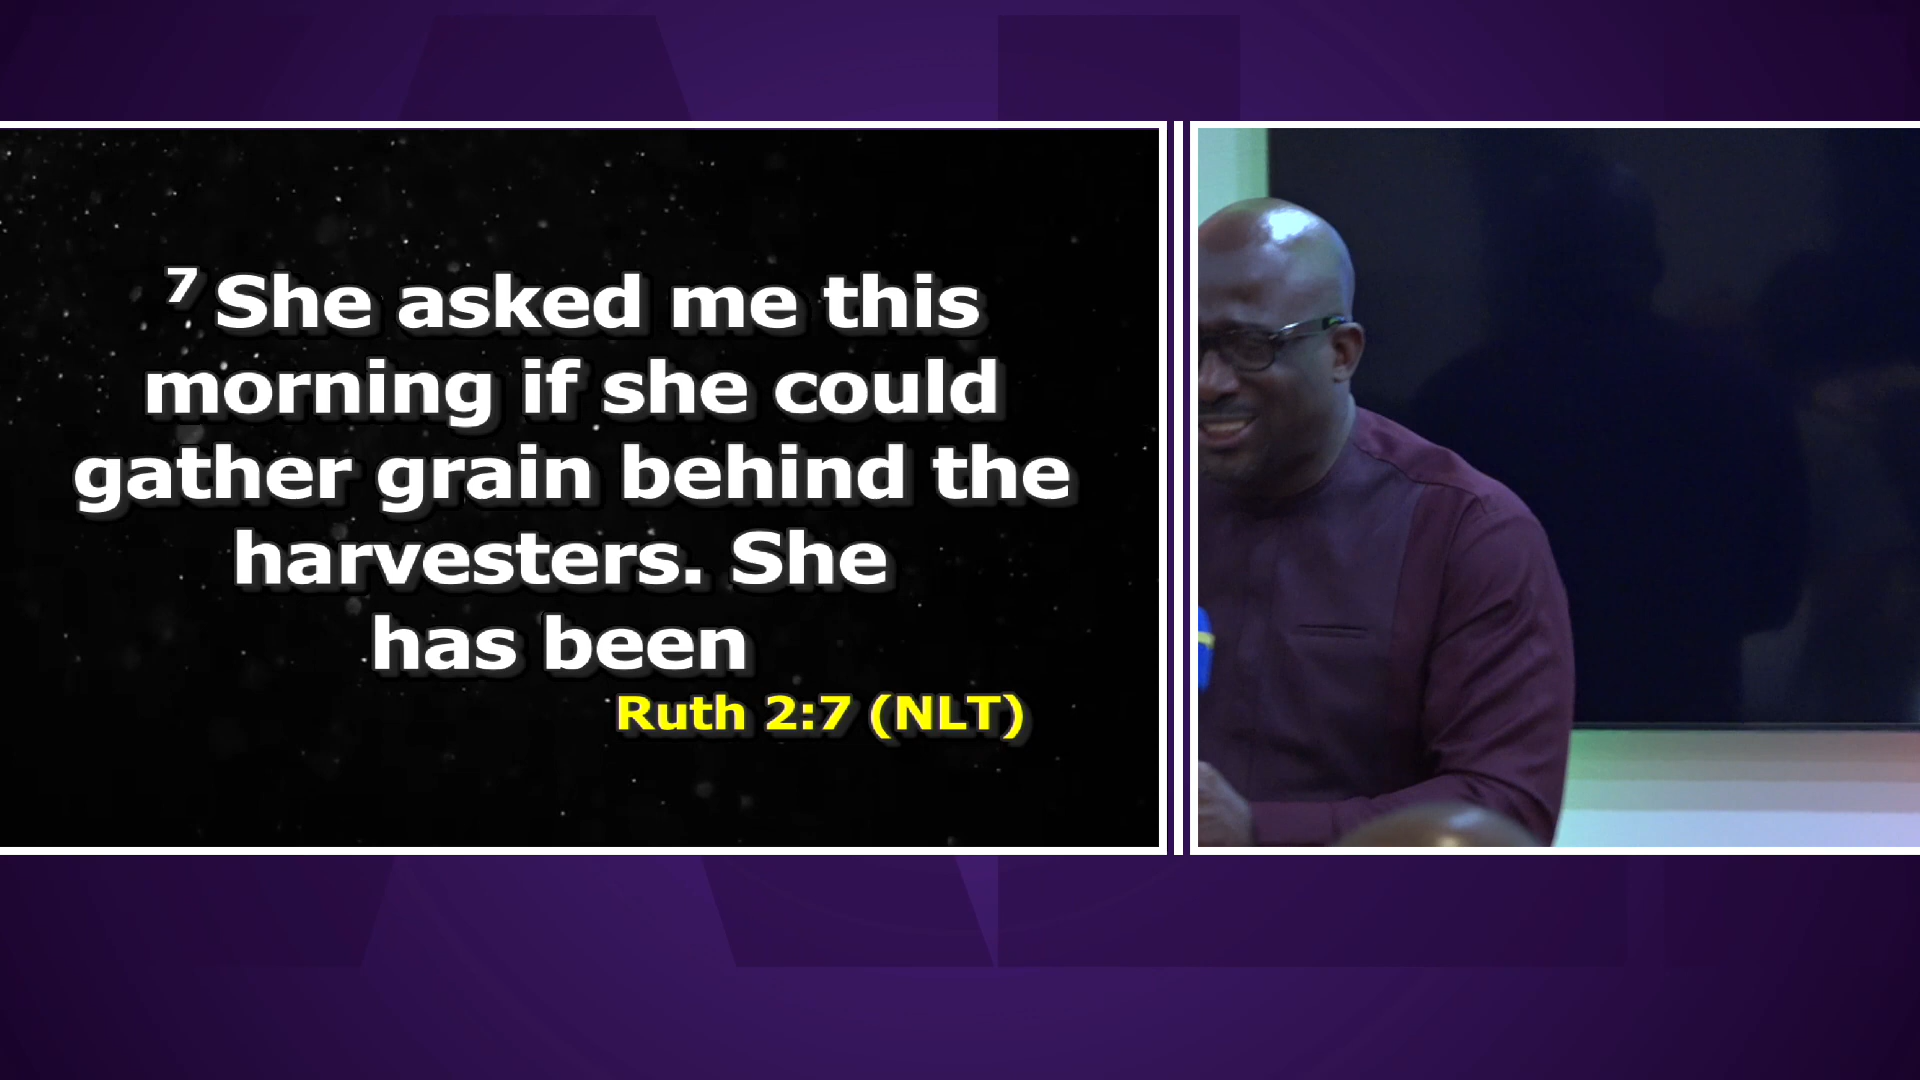 7 She asked me this
morning if she could
gather grain behind the
harvesters. She
has been
Ruth 2:7 (NLT)